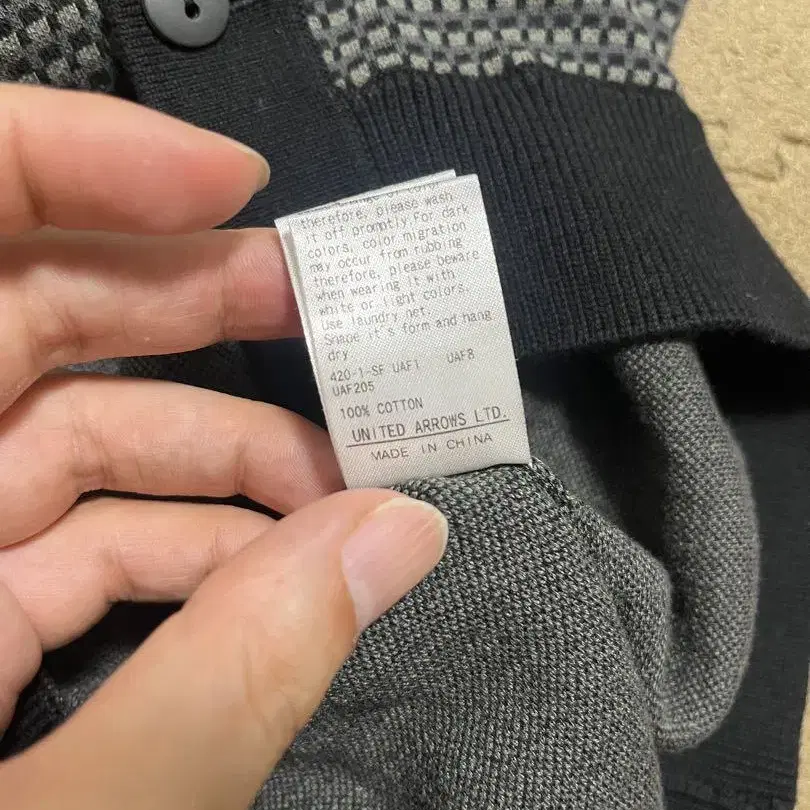 therefore, please wash
it off promptly For dark
colors, color migration
may occur from rubbing
therefore, please beware
when wearing it with
white or light colors.
Use laundry net.
Shape it's form and hang
dry
420-1-SF UAF1 UAF8
UAF205
100% COTTON
UNITED ARROWS LTD.
MADE IN CHINA